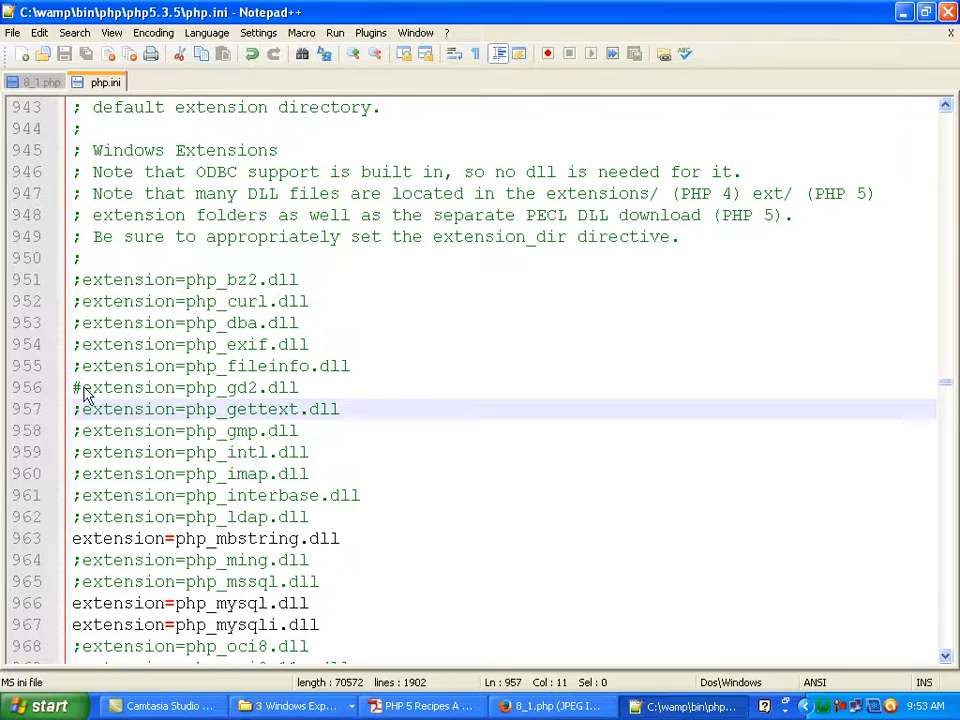 C:\wamp\bin\php\php5.3.5\php.ini - Notepad++
File Edit Search View Encoding Language Settings Macro Run Plugins Window ? X
8_1.php php.ini
943 ; default extension directory.
944 ;
945 ; Windows Extensions
946 ; Note that ODBC support is built in, so no dll is needed for it.
947 ; Note that many DLL files are located in the extensions/ (PHP 4) ext/ (PHP 5)
948 ; extension folders as well as the separate PECL DLL download (PHP 5).
949 ; Be sure to appropriately set the extension_dir directive.
950 ;
951 ;extension=php_bz2.dll
952 ;extension=php_curl.dll
953 ;extension=php_dba.dll
954 ;extension=php_exif.dll
955 ;extension=php_fileinfo.dll
956 #extension=php_gd2.dll
957 ;extension=php_gettext.dll
958 ;extension=php_gmp.dll
959 ;extension=php_intl.dll
960 ;extension=php_imap.dll
961 ;extension=php_interbase.dll
962 ;extension=php_ldap.dll
963 extension=php_mbstring.dll
964 ;extension=php_ming.dll
965 ;extension=php_mssql.dll
966 extension=php_mysql.dll
967 extension=php_mysqli.dll
968 ;extension=php_oci8.dll
MS ini file length : 70572 lines : 1902 Ln : 957 Col : 11 Sel : 0 Dos\Windows ANSI INS
start Camtasia Studio ... 3 Windows Exp... PHP 5 Recipes A ... 8_1.php (JPEG I... C:\wamp\bin\php... 9:53 AM